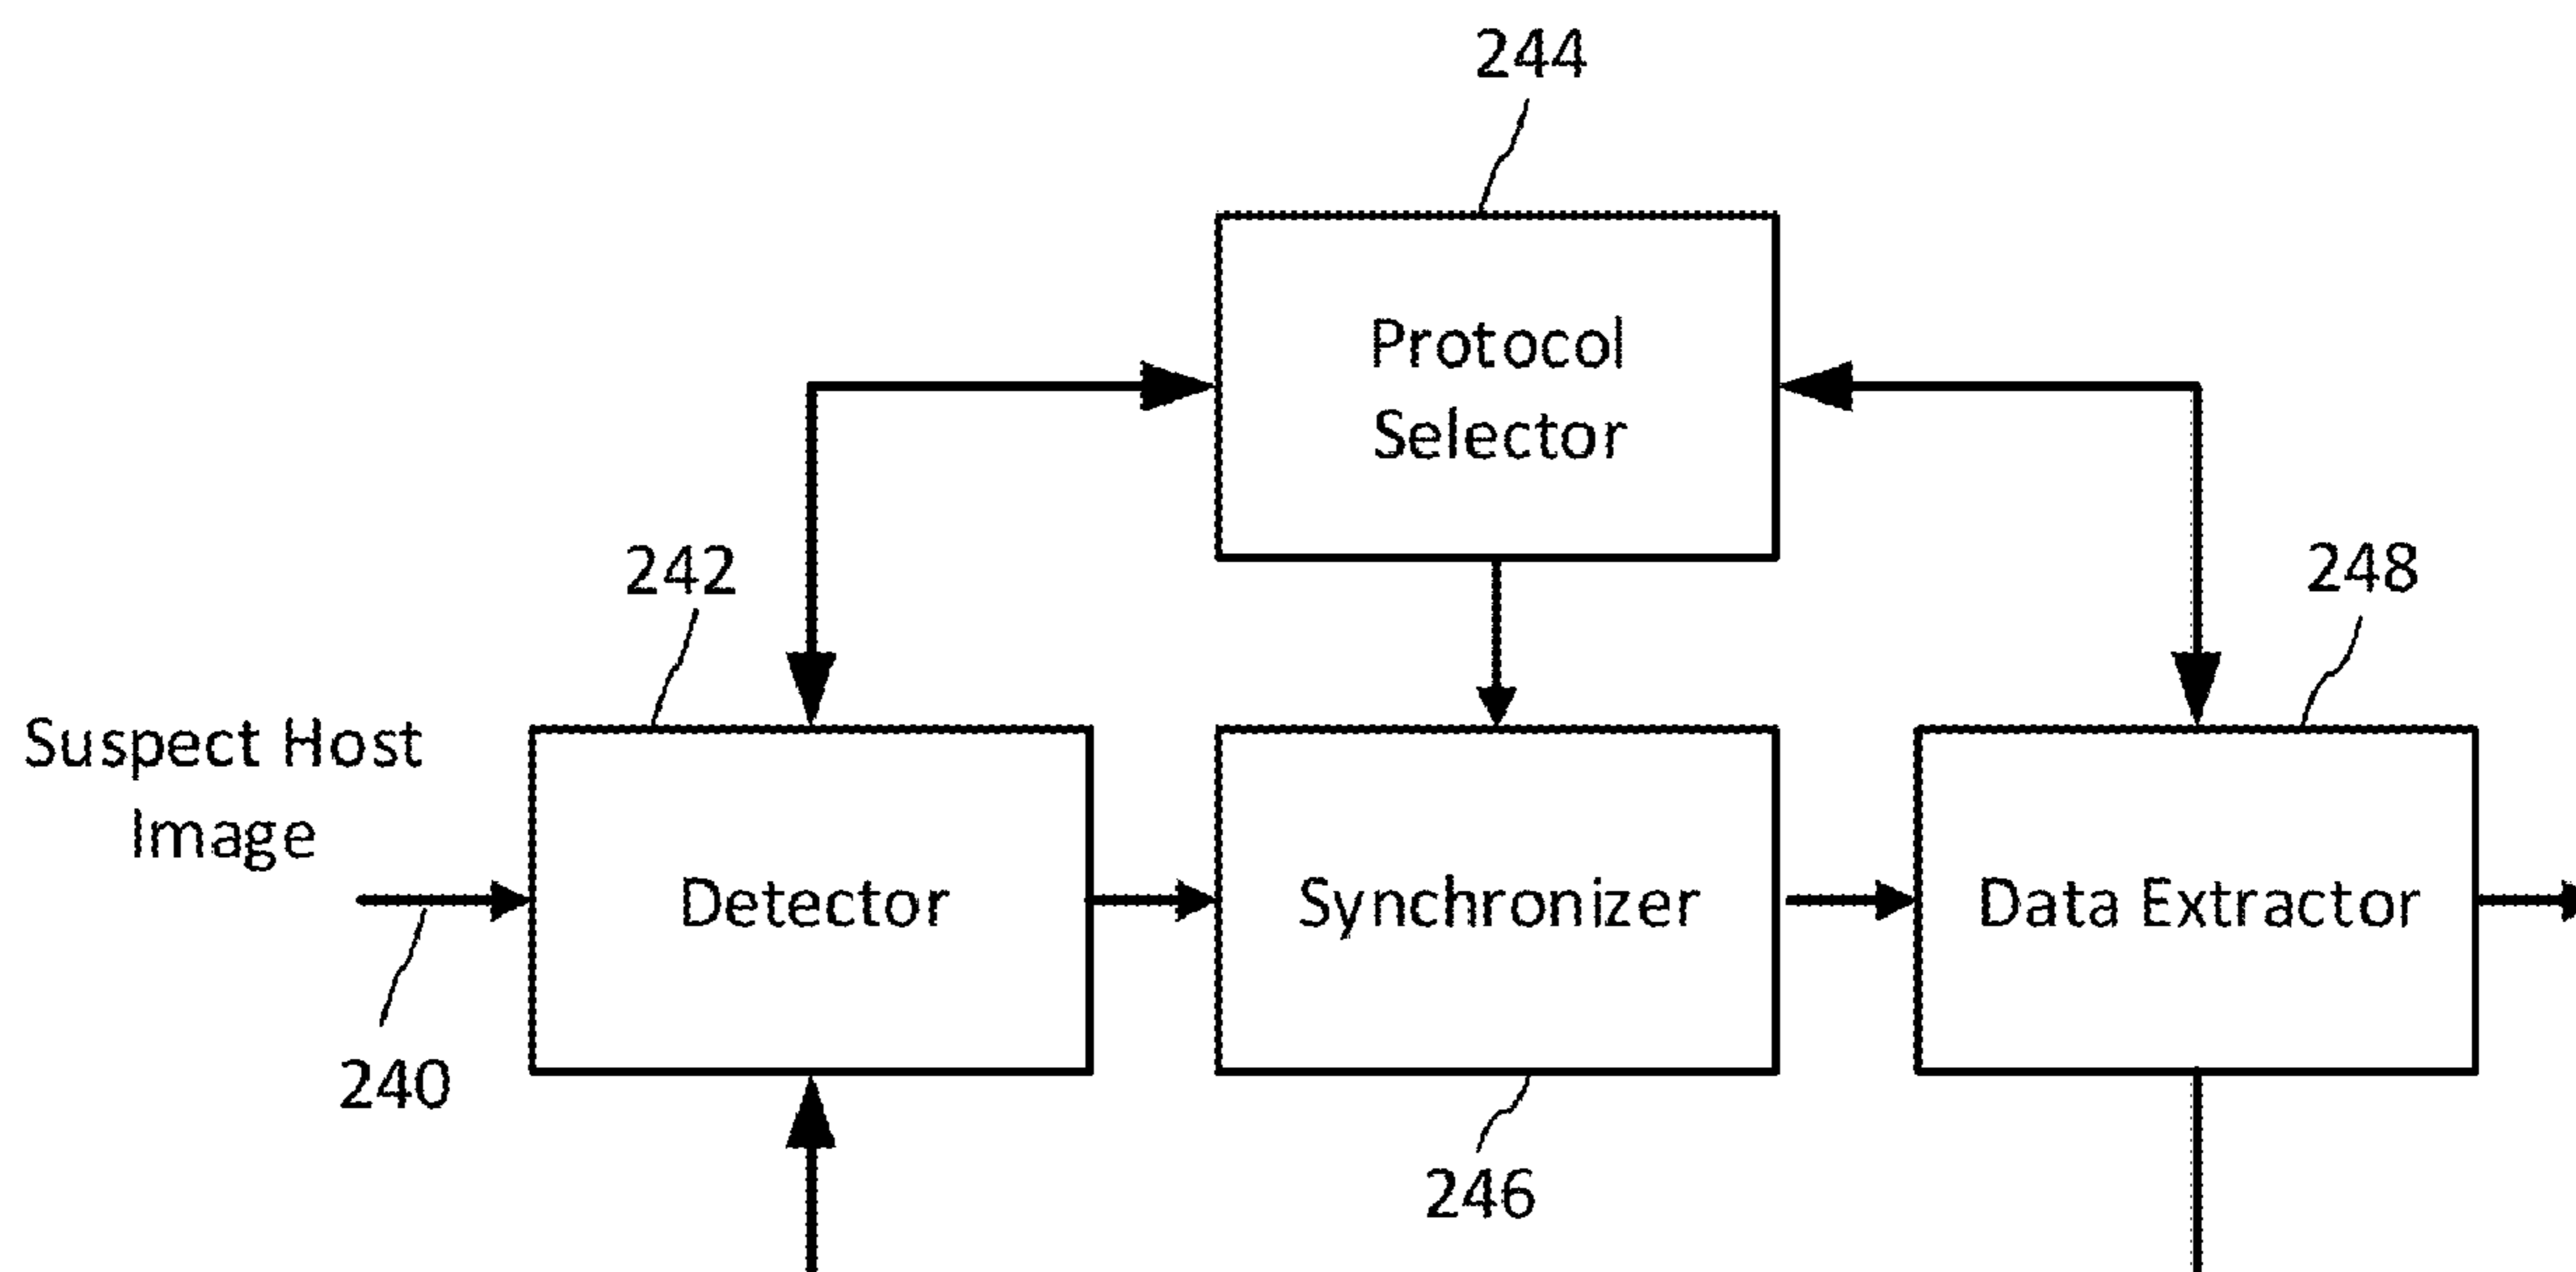 244
Protocol
Selector
242
248
Suspect Host
Image
Detector
Synchronizer
Data Extractor
240
246